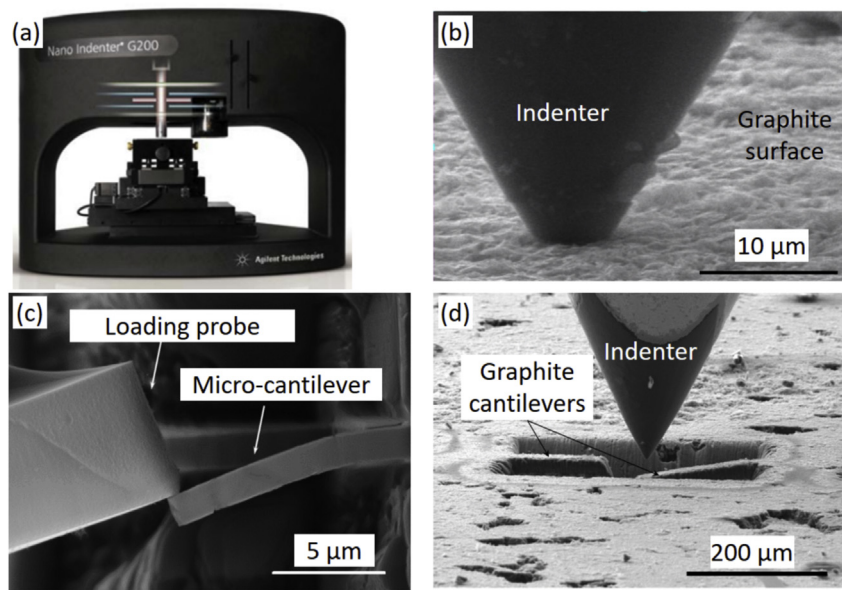 (a)
Nano Indenter® G200
Agilent Technologies
(b)
Indenter
Graphite
surface
10 μm
(c)
Loading probe
Micro-cantilever
5 μm
(d)
Indenter
Graphite
cantilevers
200 μm